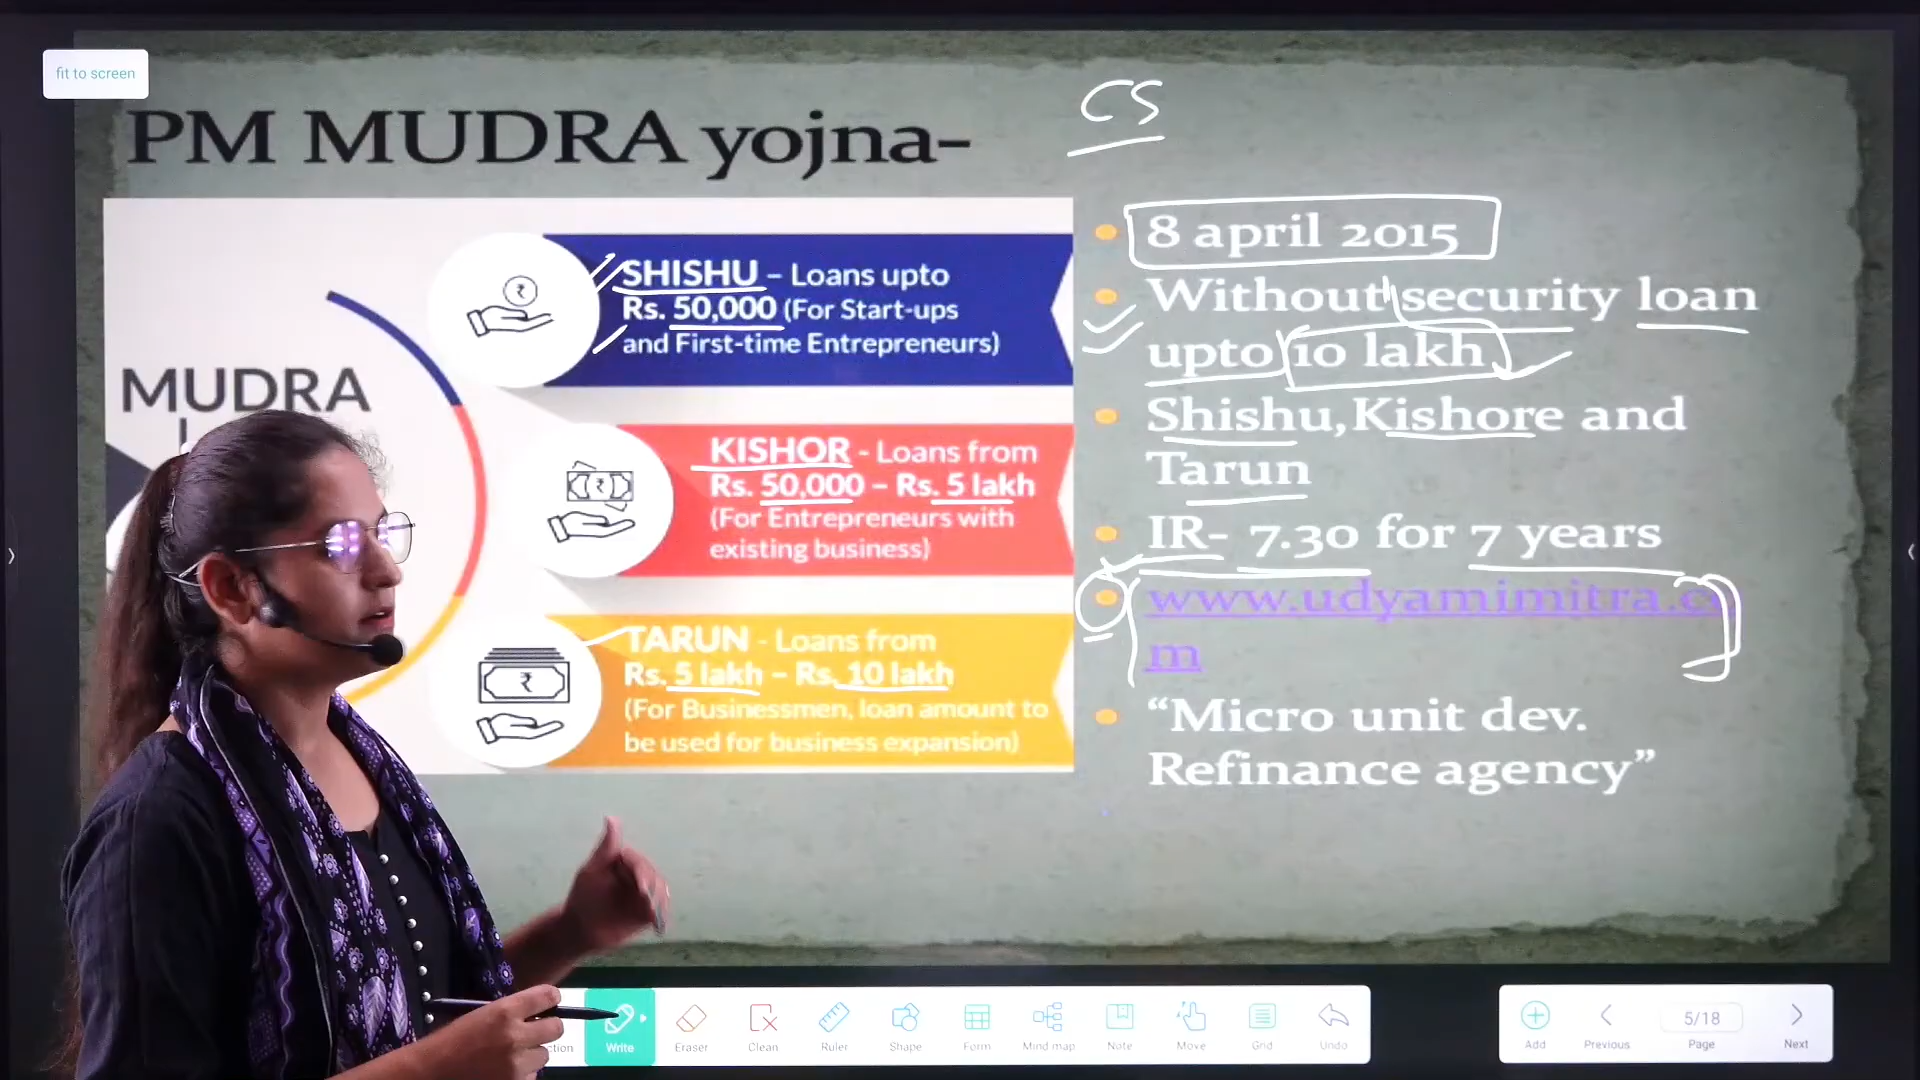 fit to screen
CS
PM MUDRA yojna-
MUDRA
SHISHU – Loans upto
Rs. 50,000 (For Start-ups
and First-time Entrepreneurs)
KISHOR - Loans from
Rs. 50,000 – Rs. 5 lakh
(For Entrepreneurs with
existing business)
TARUN - Loans from
Rs. 5 lakh – Rs. 10 lakh
(For Businessmen, loan amount to
be used for business expansion)
8 april 2015
Without security loan
upto 10 lakh
Shishu,Kishore and
Tarun
IR- 7.30 for 7 years
www.udyamimitra.co
m
“Micro unit dev.
Refinance agency”
ction
Write
Eraser
Clean
Ruler
Shape
Form
Mind map
Note
Move
Grid
Undo
Add
Previous
5/18
Page
Next